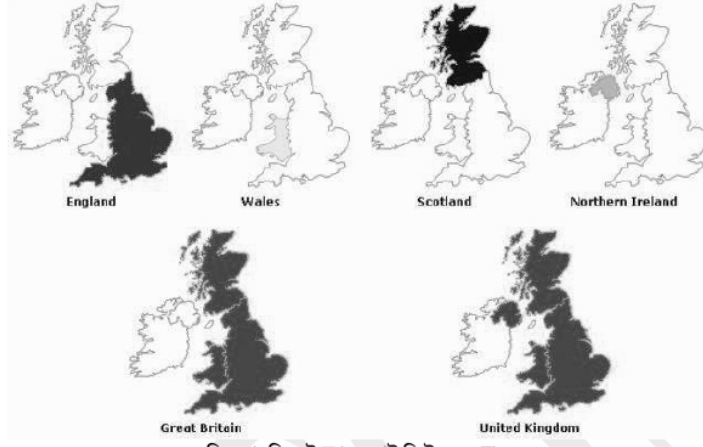 England
Wales
Scotland
Northern Ireland
Great Britain
United Kingdom